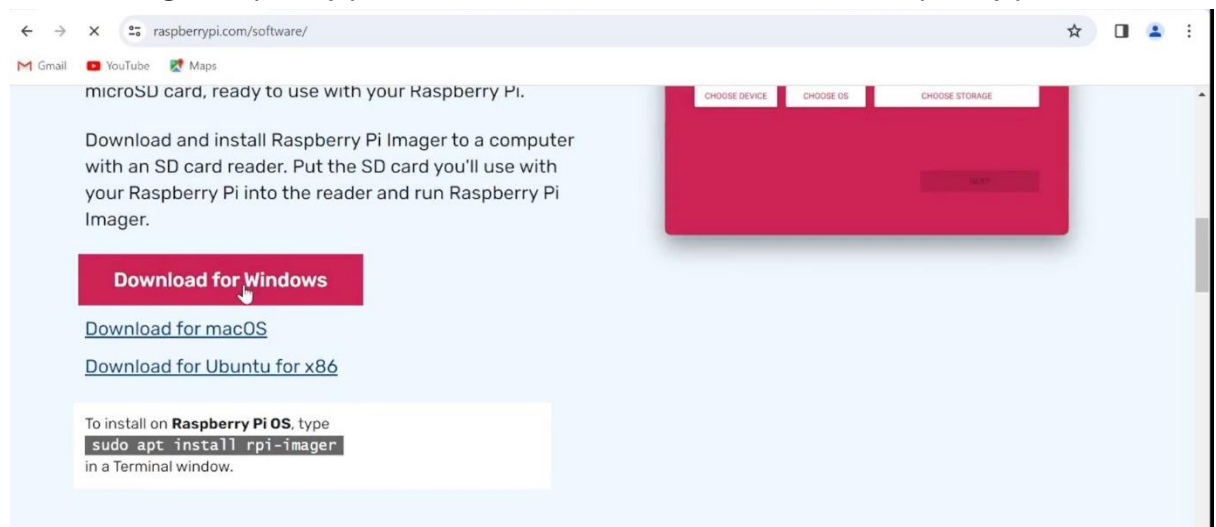 raspberrypi.com/software/
Gmail YouTube Maps
microSD card, ready to use with your Raspberry Pi.
CHOOSE DEVICE CHOOSE OS CHOOSE STORAGE
Download and install Raspberry Pi Imager to a computer
with an SD card reader. Put the SD card you'll use with
your Raspberry Pi into the reader and run Raspberry Pi
Imager.
NEXT
Download for Windows
Download for macOS
Download for Ubuntu for x86
To install on Raspberry Pi OS, type
sudo apt install rpi-imager
in a Terminal window.